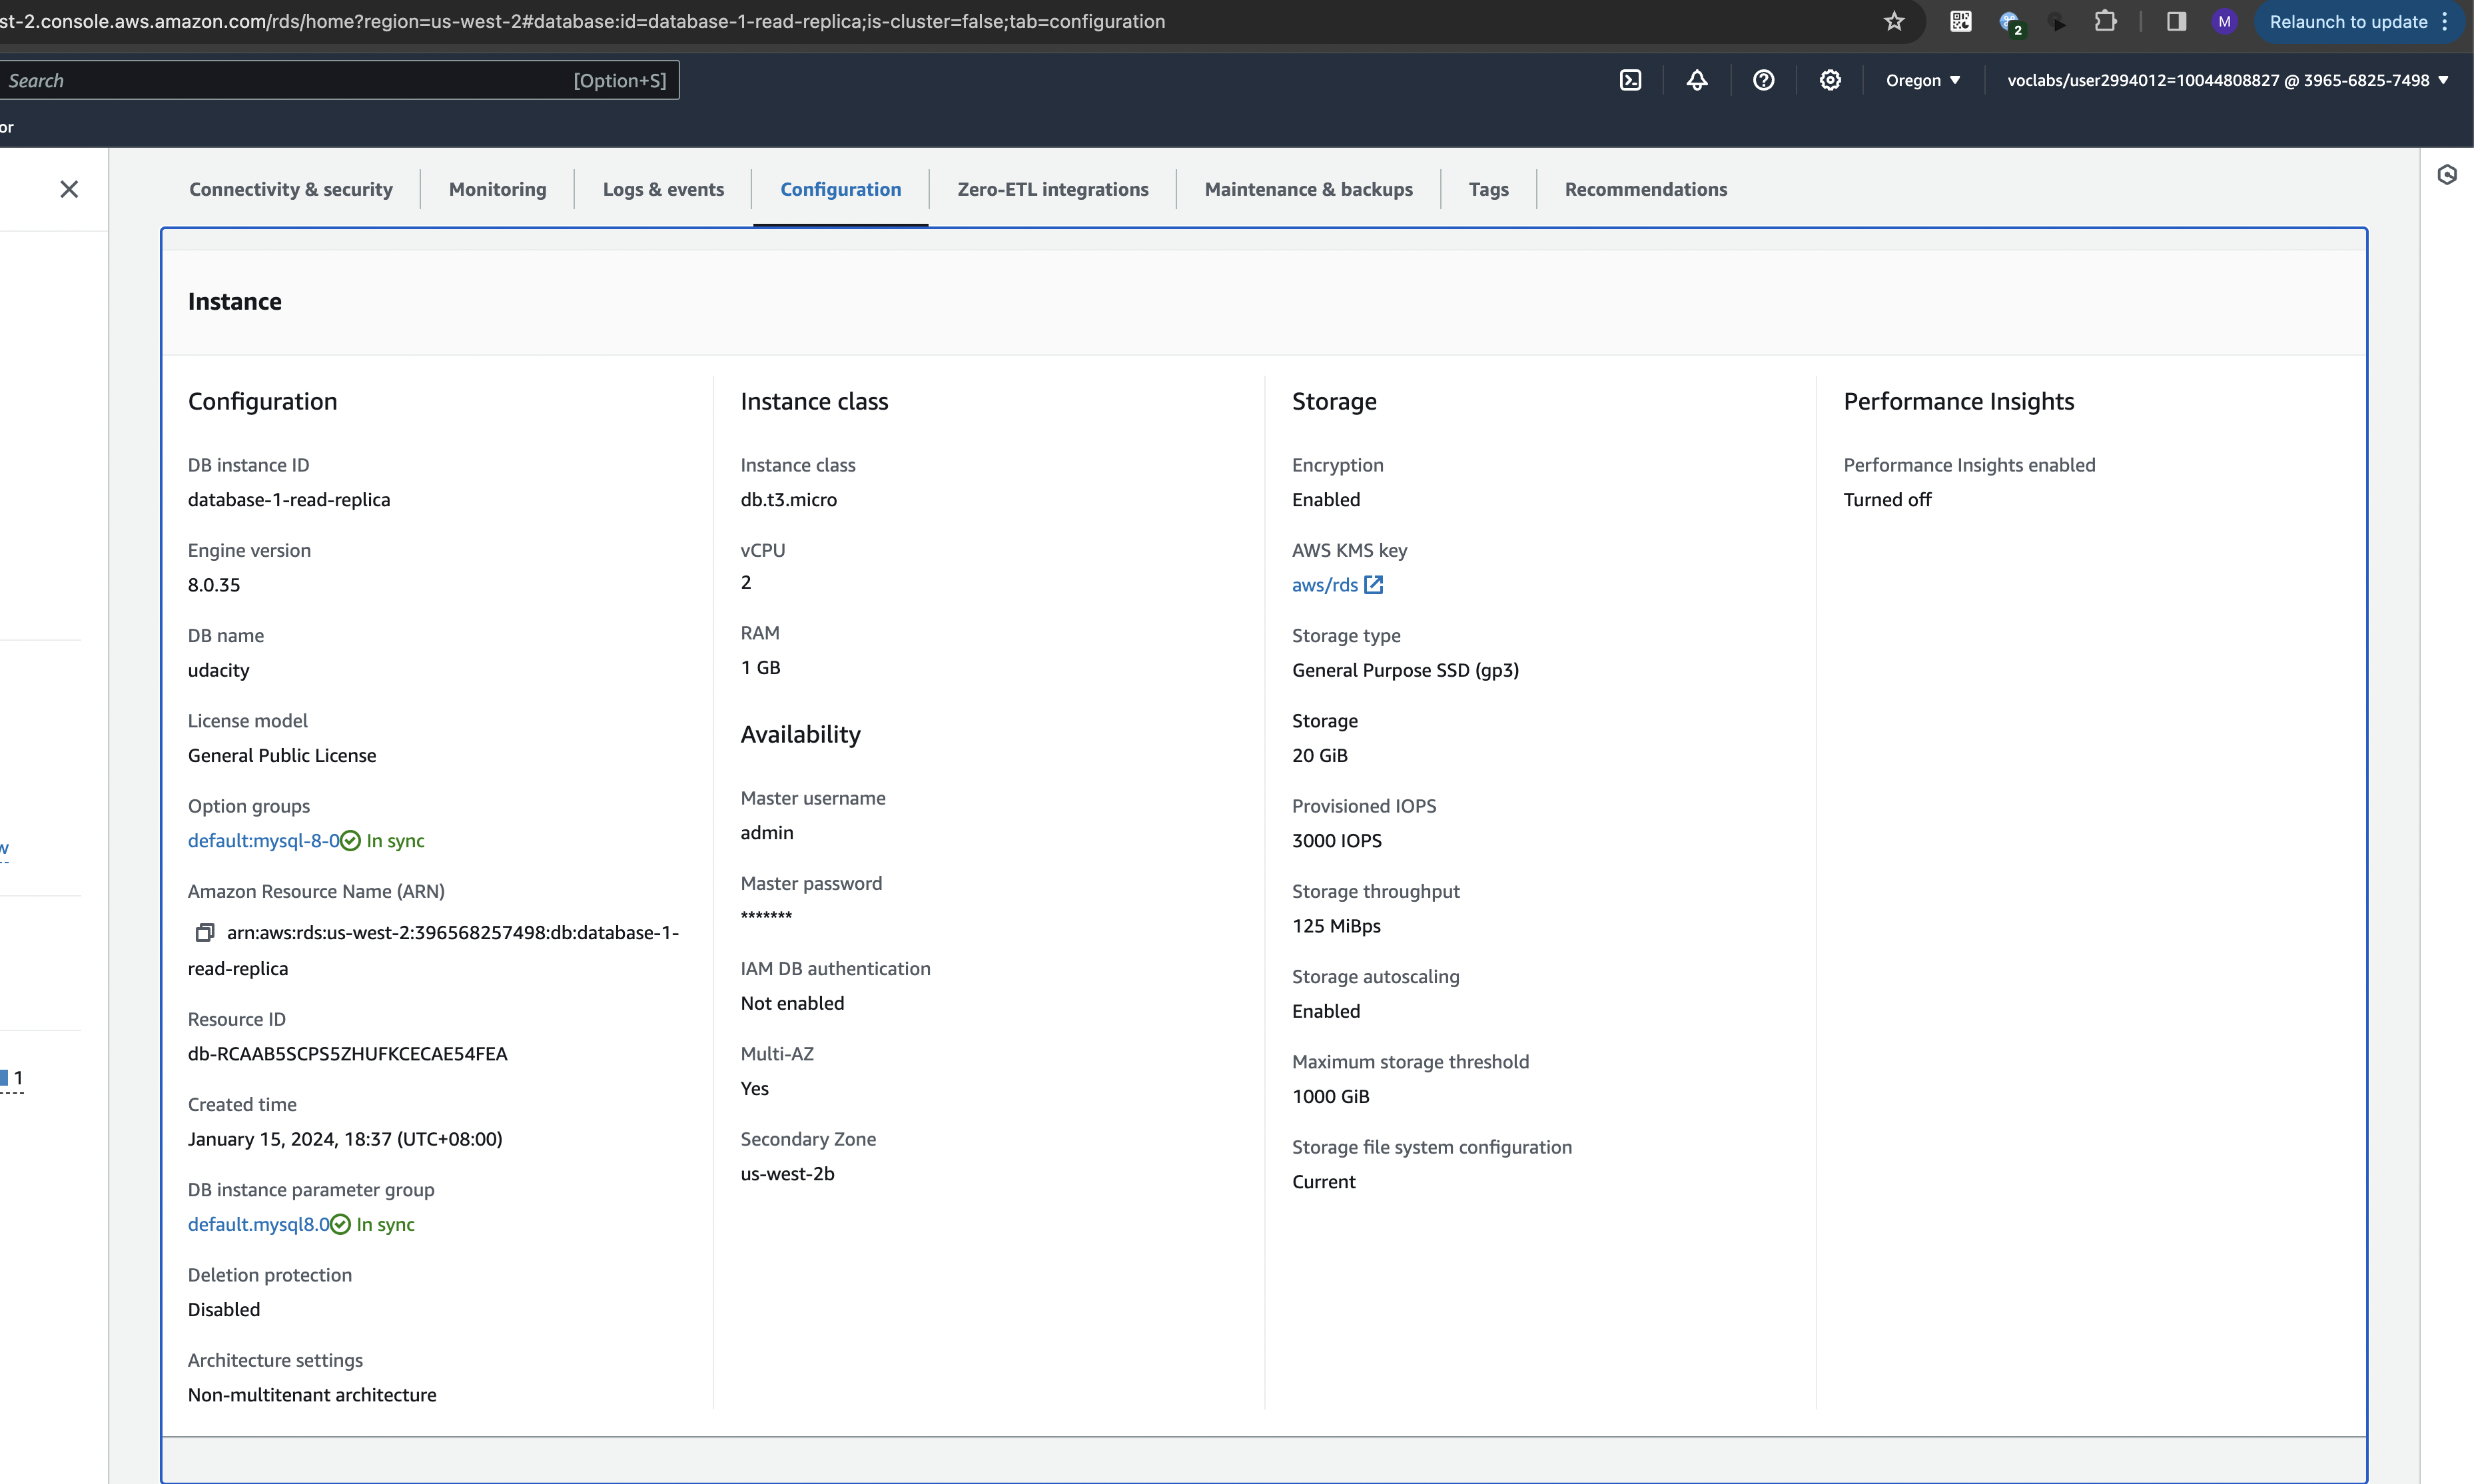 st-2.console.aws.amazon.com/rds/home?region=us-west-2#database:id=database-1-read-replica;is-cluster=false;tab=configuration
2
M
Relaunch to update
Search
[Option+S]
Oregon
voclabs/user2994012=10044808827 @ 3965-6825-7498
or
Connectivity & security
Monitoring
Logs & events
Configuration
Zero-ETL integrations
Maintenance & backups
Tags
Recommendations
Instance
Configuration
DB instance ID
database-1-read-replica
Engine version
8.0.35
DB name
udacity
License model
General Public License
Option groups
default:mysql-8-0 In sync
Amazon Resource Name (ARN)
arn:aws:rds:us-west-2:396568257498:db:database-1-
read-replica
Resource ID
db-RCAAB5SCPS5ZHUFKCECAE54FEA
Created time
January 15, 2024, 18:37 (UTC+08:00)
DB instance parameter group
default.mysql8.0 In sync
Deletion protection
Disabled
Architecture settings
Non-multitenant architecture
Instance class
Instance class
db.t3.micro
vCPU
2
RAM
1 GB
Availability
Master username
admin
Master password
*******
IAM DB authentication
Not enabled
Multi-AZ
Yes
Secondary Zone
us-west-2b
Storage
Encryption
Enabled
AWS KMS key
aws/rds
Storage type
General Purpose SSD (gp3)
Storage
20 GiB
Provisioned IOPS
3000 IOPS
Storage throughput
125 MiBps
Storage autoscaling
Enabled
Maximum storage threshold
1000 GiB
Storage file system configuration
Current
Performance Insights
Performance Insights enabled
Turned off
w
1